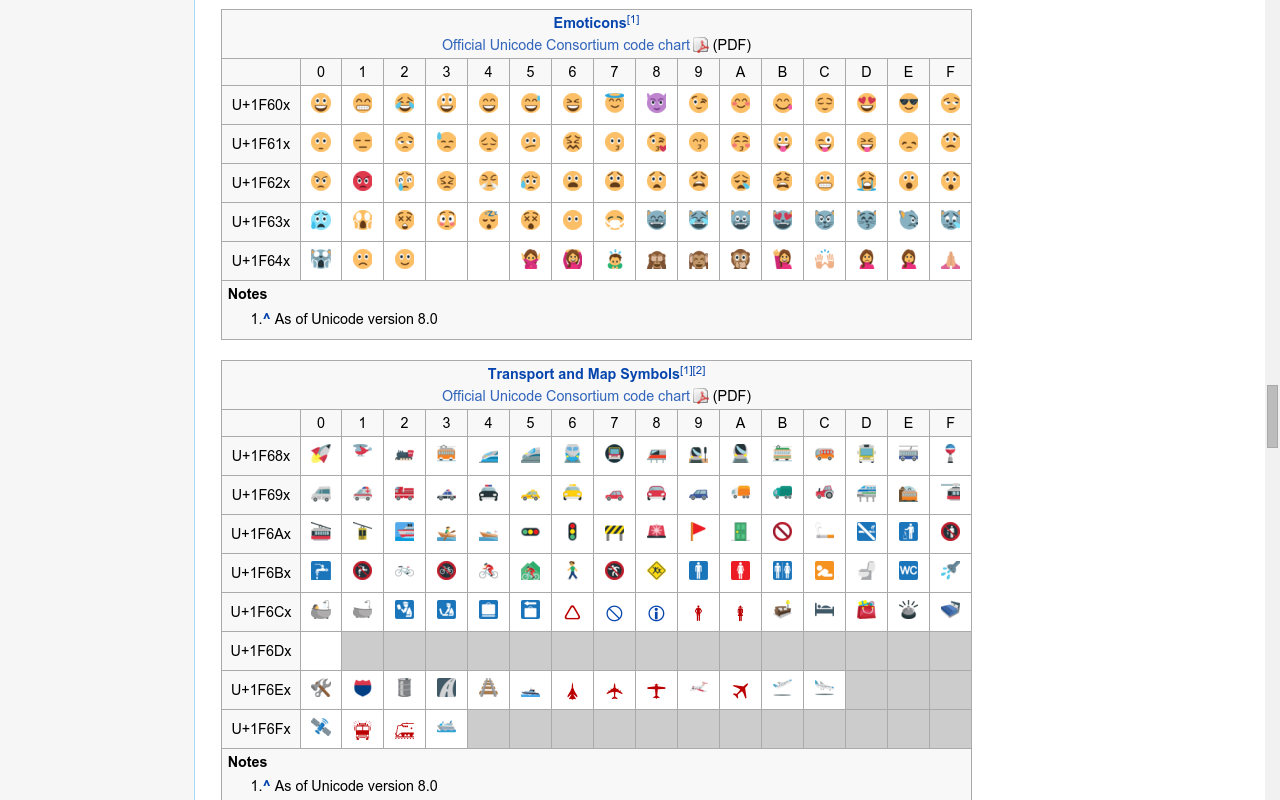 Emoticons[1]
Official Unicode Consortium code chart (PDF)
0 1 2 3 4 5 6 7 8 9 A B C D E F
U+1F60x
U+1F61x
U+1F62x
U+1F63x
U+1F64x
Notes
1.^ As of Unicode version 8.0
Transport and Map Symbols[1][2]
Official Unicode Consortium code chart (PDF)
0 1 2 3 4 5 6 7 8 9 A B C D E F
U+1F68x
U+1F69x
U+1F6Ax
U+1F6Bx WC
U+1F6Cx
U+1F6Dx
U+1F6Ex
U+1F6Fx
Notes
1.^ As of Unicode version 8.0